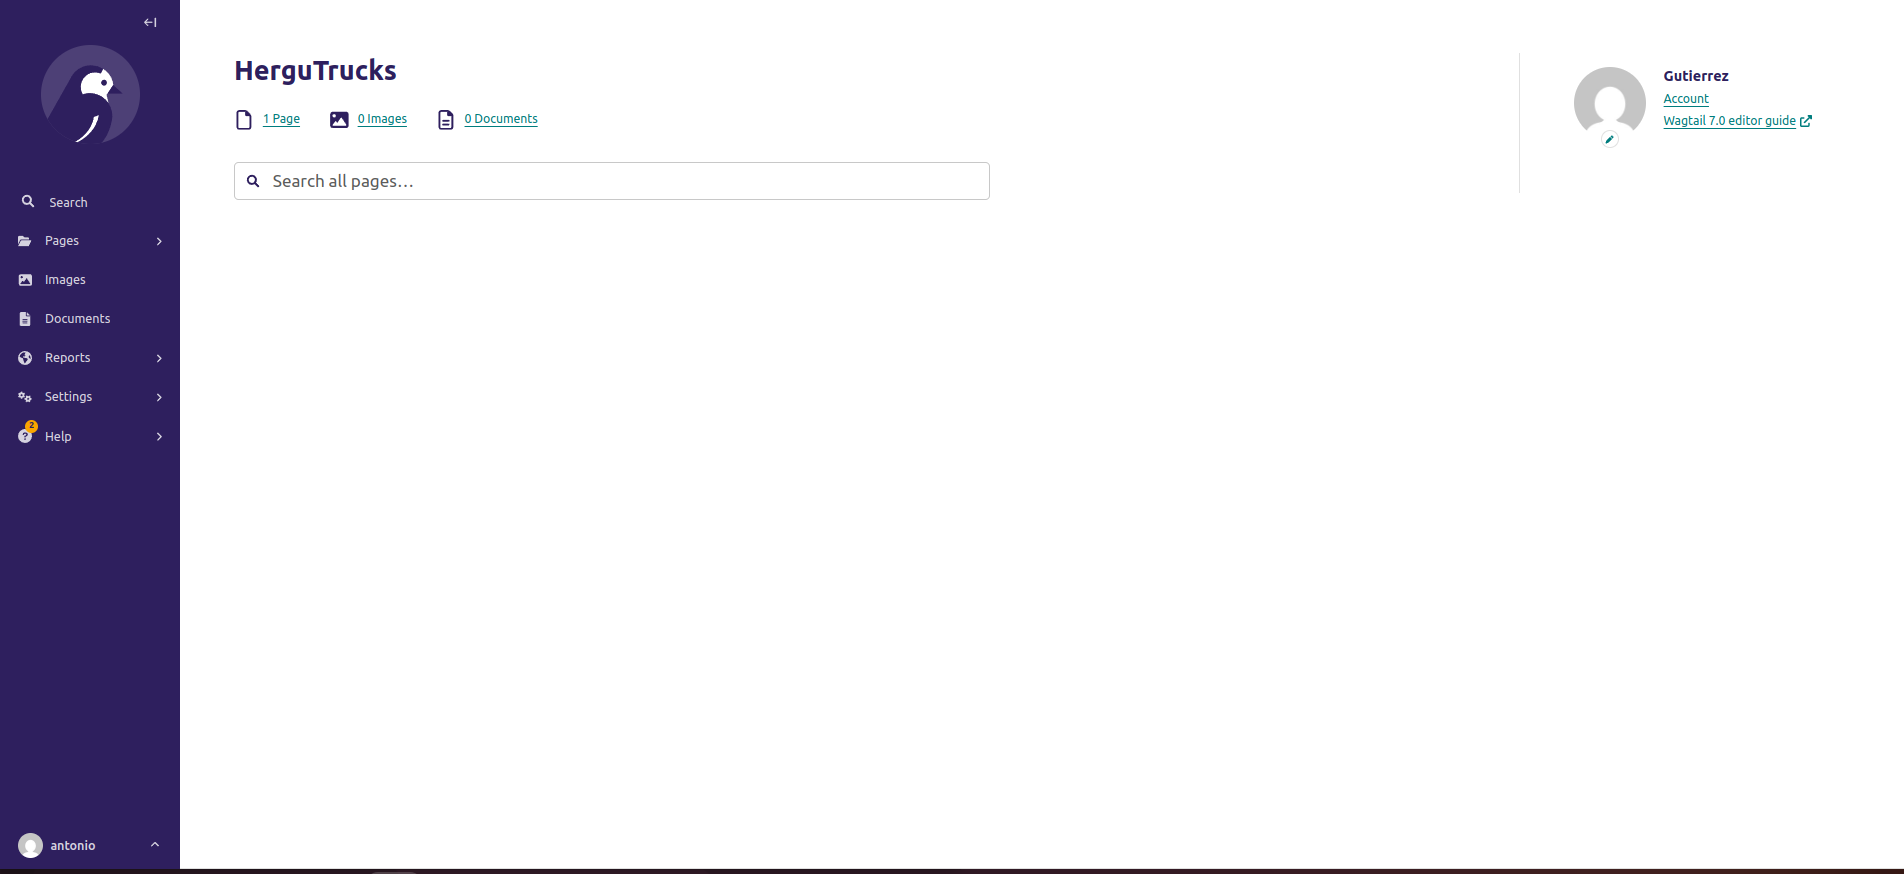 Search
Pages
Images
Documents
Reports
Settings
2
Help
antonio
HerguTrucks
1 Page 0 Images 0 Documents
Search all pages…
Gutierrez
Account
Wagtail 7.0 editor guide